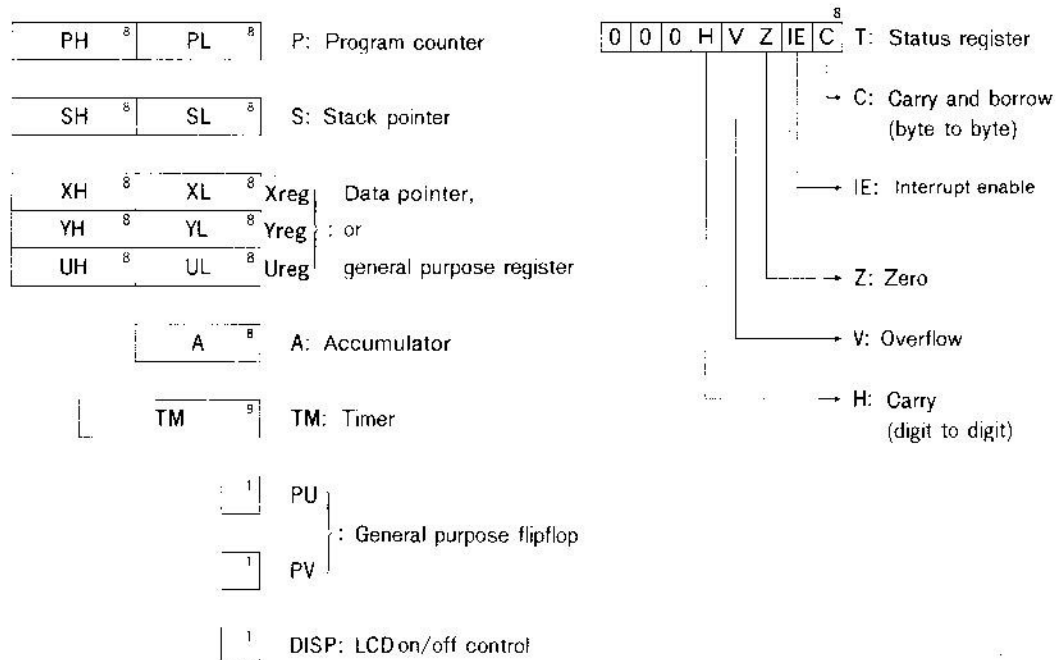 PH 8 PL 8 P: Program counter
SH 8 SL 8 S: Stack pointer
XH 8 XL 8 Xreg Data pointer,
YH 8 YL 8 Yreg : or
UH 8 UL 8 Ureg general purpose register
A 8 A: Accumulator
TM 9 TM: Timer
1 PU
: General purpose flipflop
1 PV
1 DISP: LCD on/off control
8
0 0 0 H V Z IE C T: Status register
C: Carry and borrow
(byte to byte)
IE: Interrupt enable
Z: Zero
V: Overflow
H: Carry
(digit to digit)